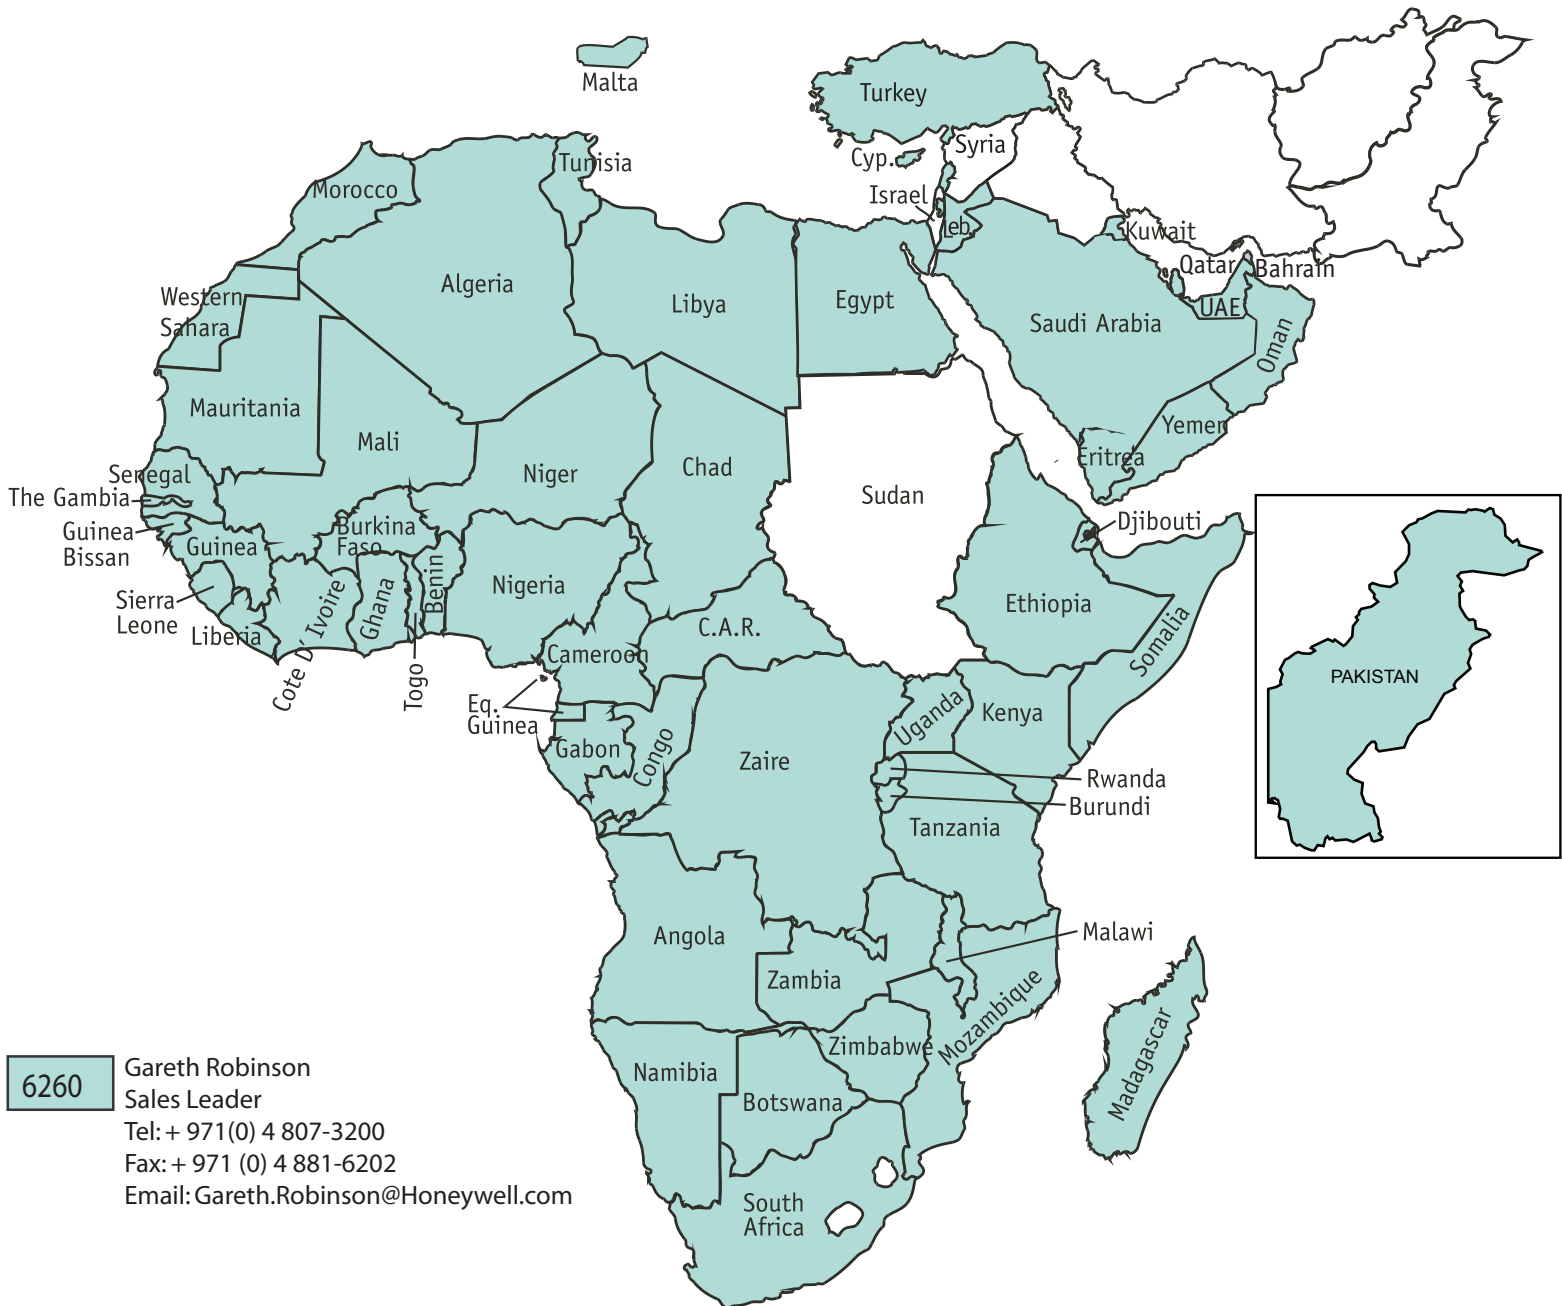 Malta
Turkey
Cyp.
Syria
Israel
Leb.
Kuwait
Qatar
Bahrain
UAE
Saudi Arabia
Oman
Yemen
Eritrea
Tunisia
Morocco
Algeria
Libya
Egypt
Western
Sahara
Mauritania
Mali
Niger
Chad
Sudan
Senegal
The Gambia
Guinea
Bissan
Guinea
Sierra
Leone
Liberia
Cote D' Ivoire
Burkina
Faso
Ghana
Togo
Benin
Nigeria
Cameroon
C.A.R.
Eq.
Guinea
Gabon
Congo
Zaire
Djibouti
Ethiopia
Somalia
Uganda
Kenya
Rwanda
Burundi
Tanzania
PAKISTAN
Angola
Zambia
Malawi
Mozambique
Madagascar
Namibia
Zimbabwe
Botswana
South
Africa
6260
Gareth Robinson
Sales Leader
Tel: + 971(0) 4 807-3200
Fax: + 971 (0) 4 881-6202
Email: Gareth.Robinson@Honeywell.com